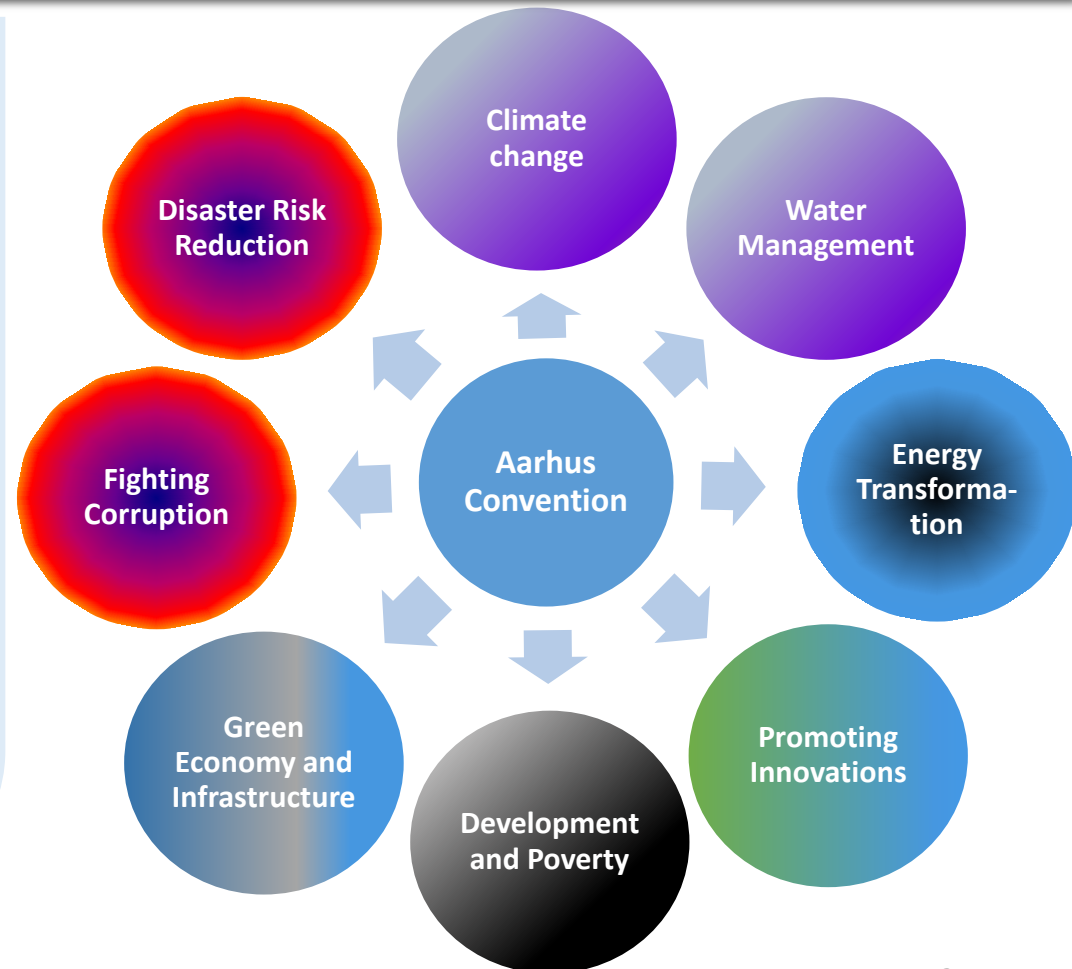 Climate
change
Water
Management
Energy
Transforma-
tion
Promoting
Innovations
Development
and Poverty
Green
Economy and
Infrastructure
Fighting
Corruption
Disaster Risk
Reduction
Aarhus
Convention